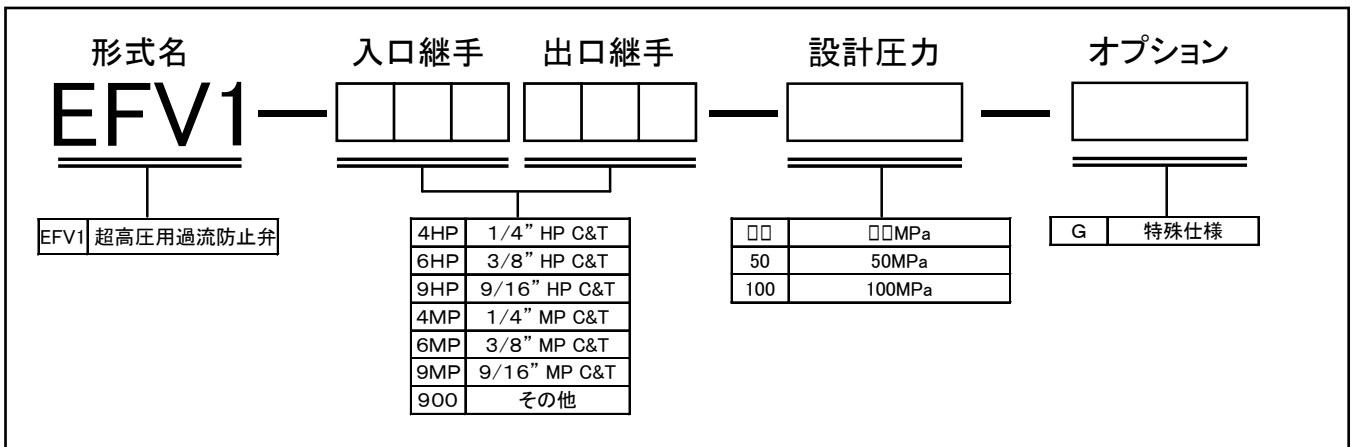 形式名 入口継手 出口継手 設計圧力 オプション
EFV1 — — —
EFV1 超高圧用過流防止弁
4HP 1/4” HP C&T
6HP 3/8” HP C&T
9HP 9/16” HP C&T
4MP 1/4” MP C&T
6MP 3/8” MP C&T
9MP 9/16” MP C&T
900 その他
□□ □□MPa
50 50MPa
100 100MPa
G 特殊仕様